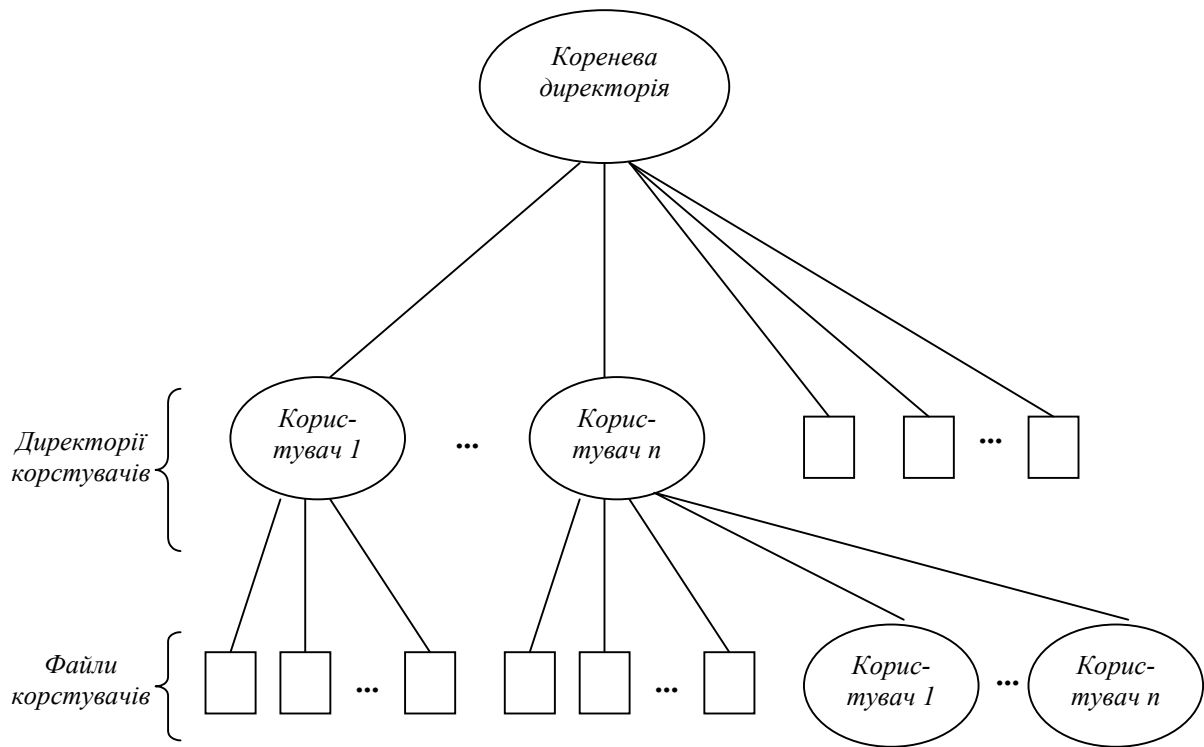 Коренева
директорія
Корис-
тувач 1
...
Корис-
тувач n
...
Директорії
корстувачів
Файли
корстувачів
...
...
Корис-
тувач 1
...
Корис-
тувач n